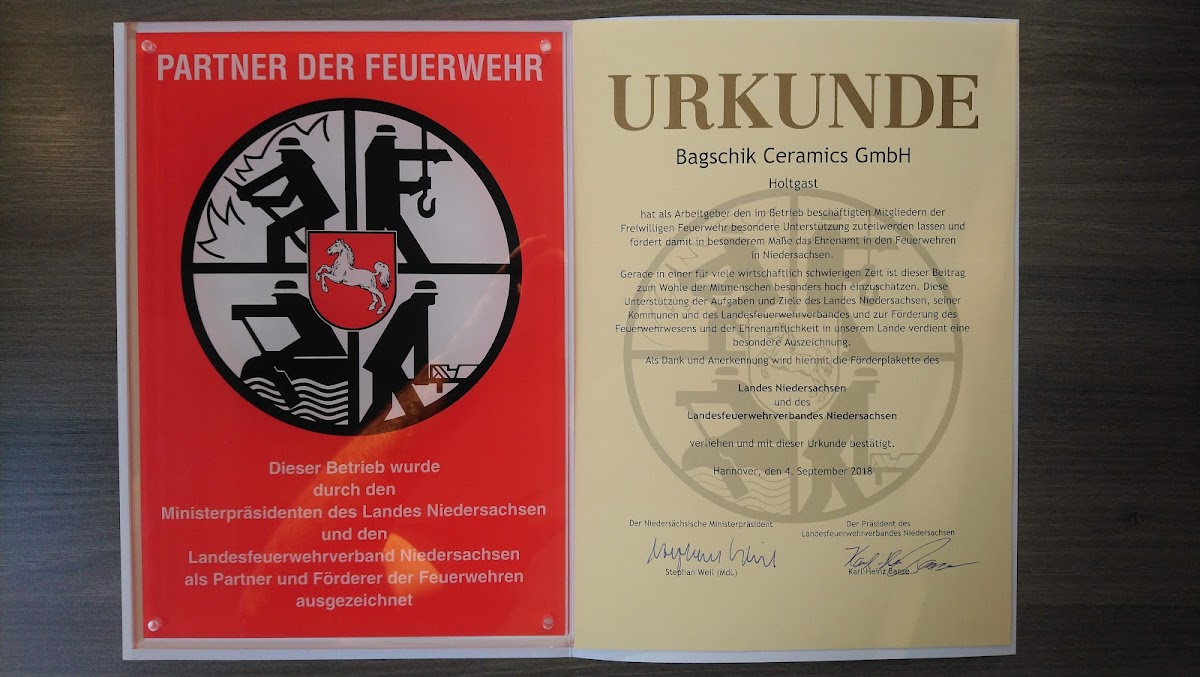 PARTNER DER FEUERWEHR
Dieser Betrieb wurde
durch den
Ministerpräsidenten des Landes Niedersachsen
und den
Landesfeuerwehrverband Niedersachsen
als Partner und Förderer der Feuerwehren
ausgezeichnet
URKUNDE
Bagschik Ceramics GmbH
Holtgast
hat als Arbeitgeber den im Betrieb beschäftigten Mitgliedern der
Freiwilligen Feuerwehr besondere Unterstützung zuteilwerden lassen und
fördert damit in besonderem Maße das Ehrenamt in den Feuerwehren
in Niedersachsen.
Gerade in einer für viele wirtschaftlich schwierigen Zeit ist dieser Beitrag
zum Wohle der Mitmenschen besonders hoch einzuschätzen. Diese
Unterstützung der Aufgaben und Ziele des Landes Niedersachsen, seiner
Kommunen und des Landesfeuerwehrverbandes und zur Förderung des
Feuerwehrwesens und der Ehrenamtlichkeit in unserem Lande verdient eine
besondere Auszeichnung.
Als Dank und Anerkennung wird hiermit die Förderplakette des
Landes Niedersachsen
und des
Landesfeuerwehrverbandes Niedersachsen
verliehen und mit dieser Urkunde bestätigt.
Hannover, den 4. September 2018
Der Niedersächsische Ministerpräsident
Stephan Weil (MdL)
Der Präsident des
Landesfeuerwehrverbandes Niedersachsen
Karl-Heinz Banse